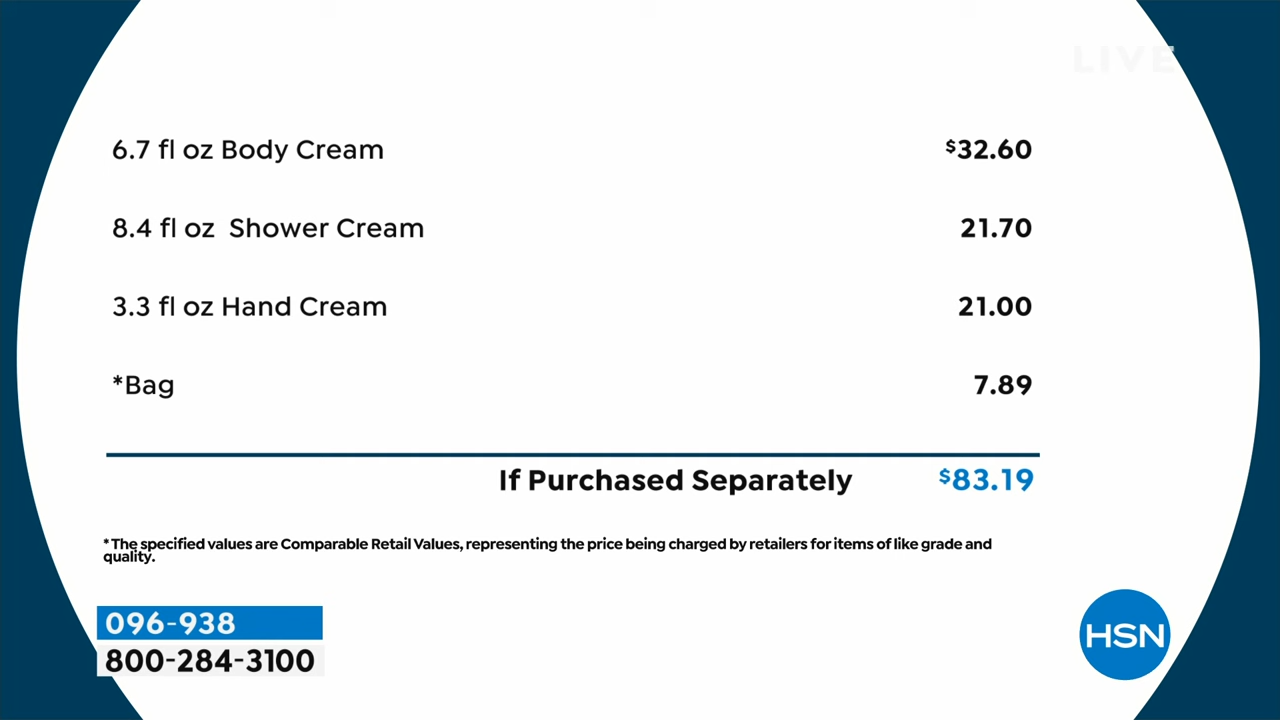 LIVE
6.7 fl oz Body Cream $32.60
8.4 fl oz Shower Cream 21.70
3.3 fl oz Hand Cream 21.00
*Bag 7.89
If Purchased Separately $83.19
*The specified values are Comparable Retail Values, representing the price being charged by retailers for items of like grade and
quality.
096-938
800-284-3100
HSN